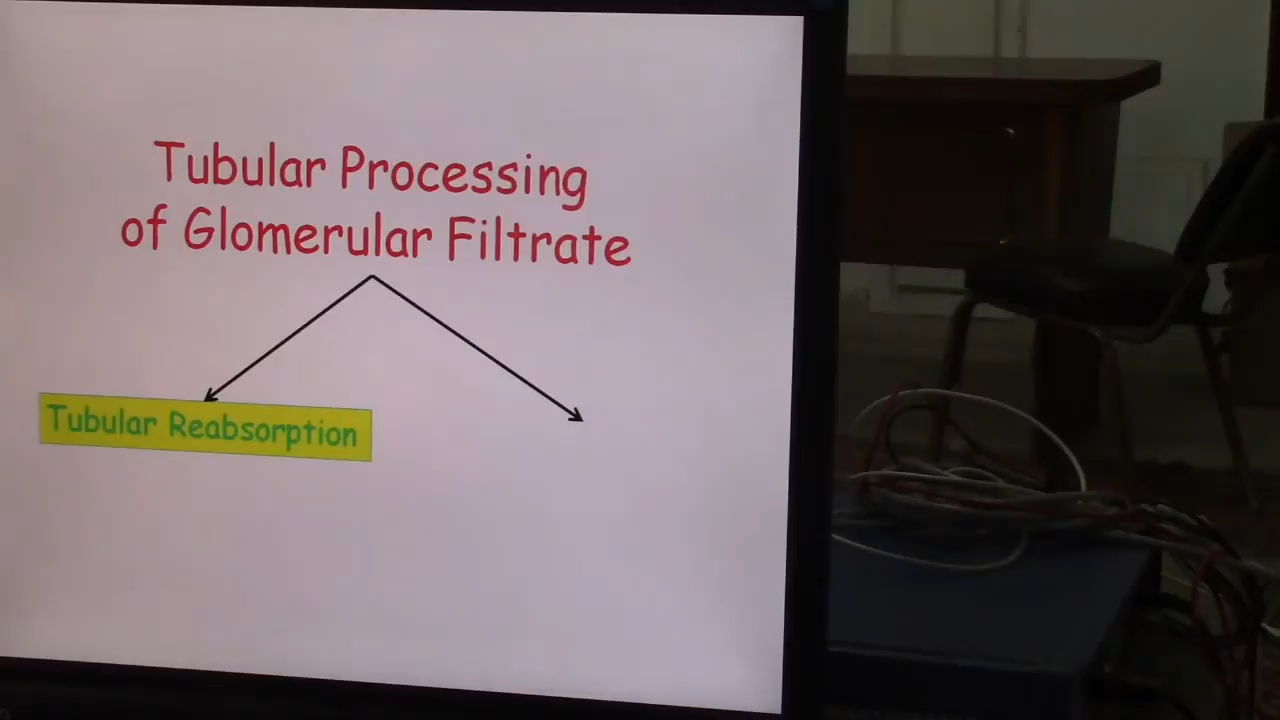 Tubular Processing
of Glomerular Filtrate
Tubular Reabsorption